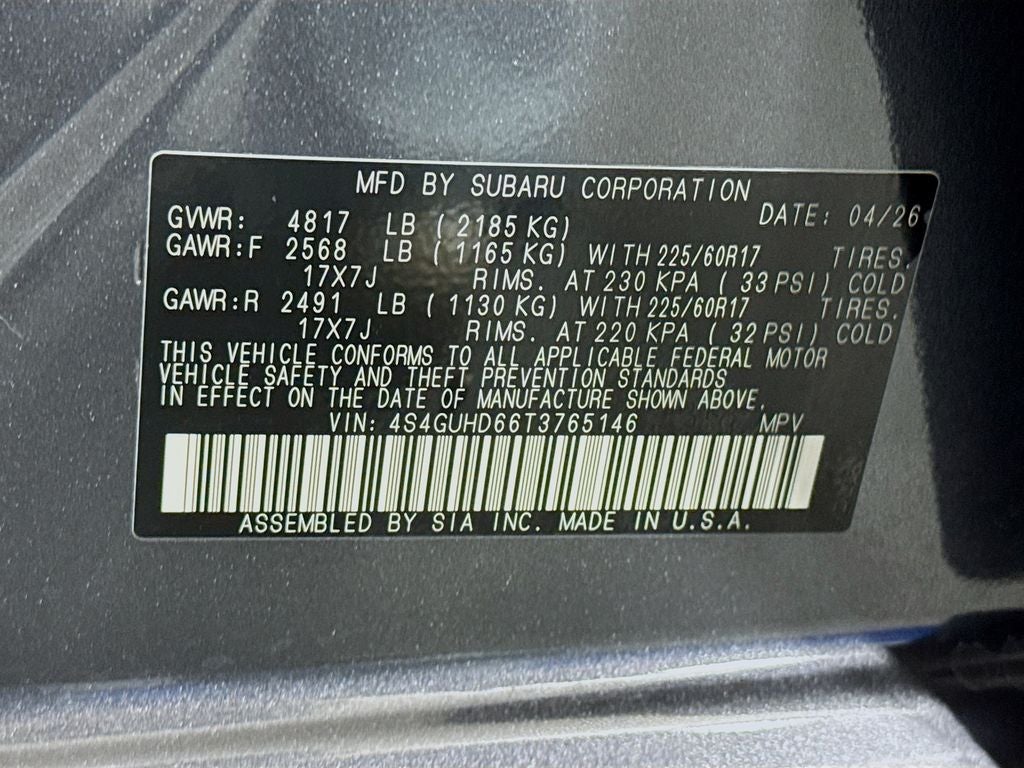 MFD BY SUBARU CORPORATION
GVWR: 4817 LB ( 2185 KG) DATE: 04/26
GAWR:F 2568 LB ( 1165 KG) WITH 225/60R17 TIRES.
17X7J RIMS. AT 230 KPA ( 33 PSI) COLD
GAWR:R 2491 LB ( 1130 KG) WITH 225/60R17 TIRES.
17X7J RIMS. AT 220 KPA ( 32 PSI) COLD
THIS VEHICLE CONFORMS TO ALL APPLICABLE FEDERAL MOTOR
VEHICLE SAFETY AND THEFT PREVENTION STANDARDS
IN EFFECT ON THE DATE OF MANUFACTURE SHOWN ABOVE.
VIN: 4S4GUHD66T3765146 MPV
ASSEMBLED BY SIA INC. MADE IN U.S.A.